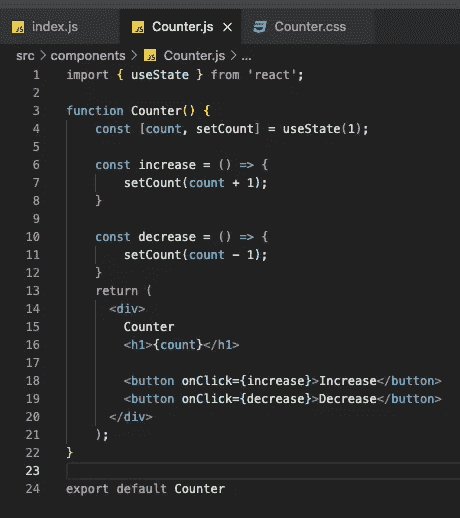 index.js Counter.js × Counter.css
src > components > Counter.js > ...
1 import { useState } from 'react';
2
3 function Counter() {
4     const [count, setCount] = useState(1);
5
6     const increase = () => {
7         setCount(count + 1);
8     }
9
10     const decrease = () => {
11         setCount(count - 1);
12     }
13     return (
14       <div>
15         Counter
16         <h1>{count}</h1>
17
18         <button onClick={increase}>Increase</button>
19         <button onClick={decrease}>Decrease</button>
20       </div>
21     );
22 }
23
24 export default Counter